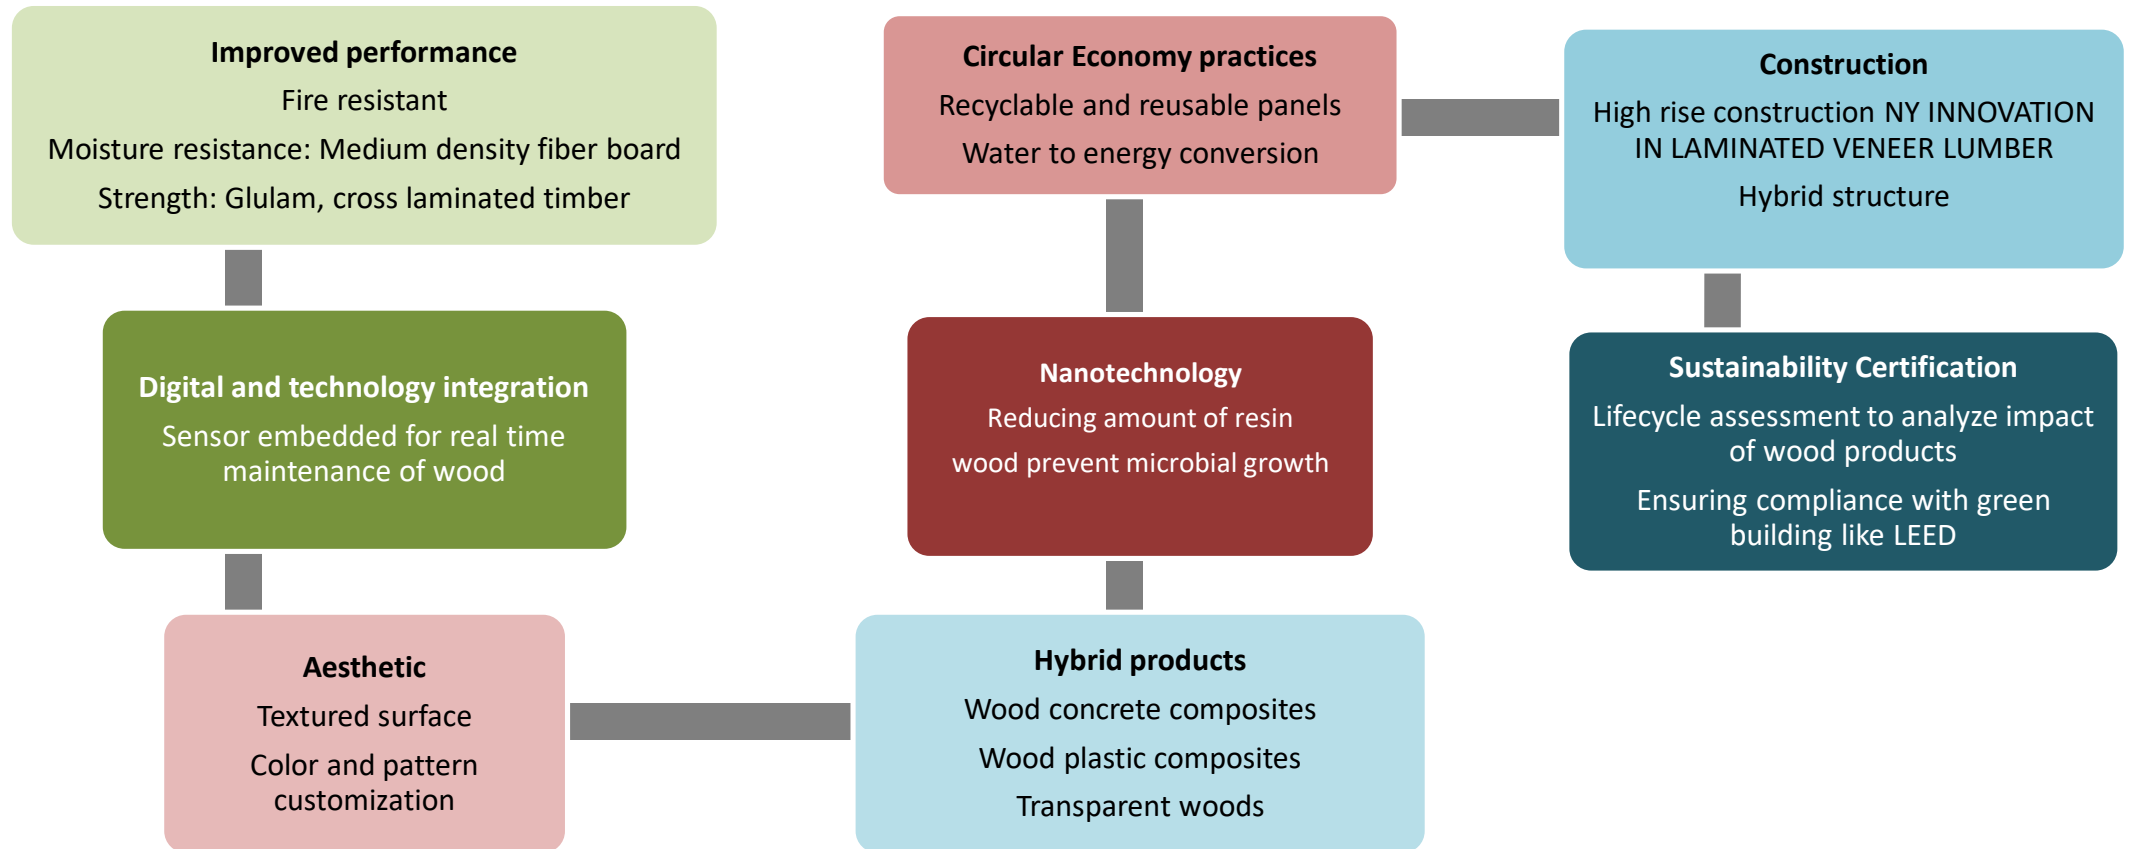 Improved performance
Fire resistant
Moisture resistance: Medium density fiber board
Strength: Glulam, cross laminated timber
Digital and technology integration
Sensor embedded for real time
maintenance of wood
Aesthetic
Textured surface
Color and pattern
customization
Hybrid products
Wood concrete composites
Wood plastic composites
Transparent woods
Nanotechnology
Reducing amount of resin
wood prevent microbial growth
Circular Economy practices
Recyclable and reusable panels
Water to energy conversion
Construction
High rise construction NY INNOVATION
IN LAMINATED VENEER LUMBER
Hybrid structure
Sustainability Certification
Lifecycle assessment to analyze impact
of wood products
Ensuring compliance with green
building like LEED